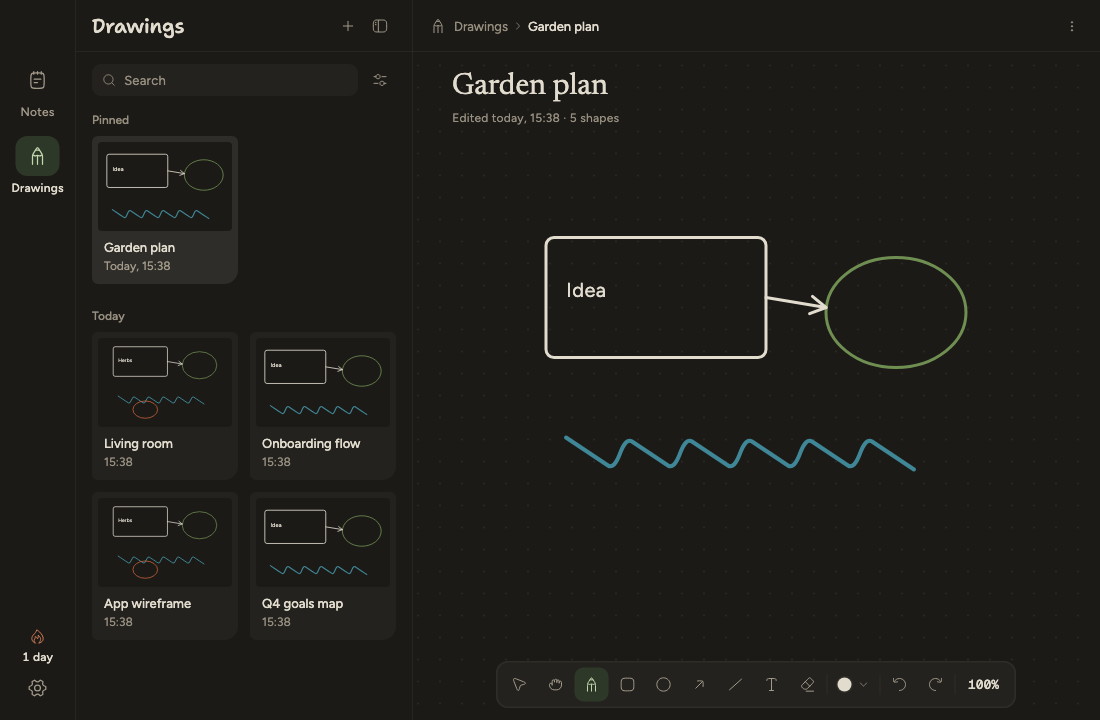 Drawings
Drawings > Garden plan
Notes
Drawings
Search
Pinned
Idea
Garden plan
Today, 15:38
Today
Herbs
Living room
15:38
Idea
Onboarding flow
15:38
Herbs
App wireframe
15:38
Idea
Q4 goals map
15:38
1 day
Garden plan
Edited today, 15:38 · 5 shapes
Idea
100%